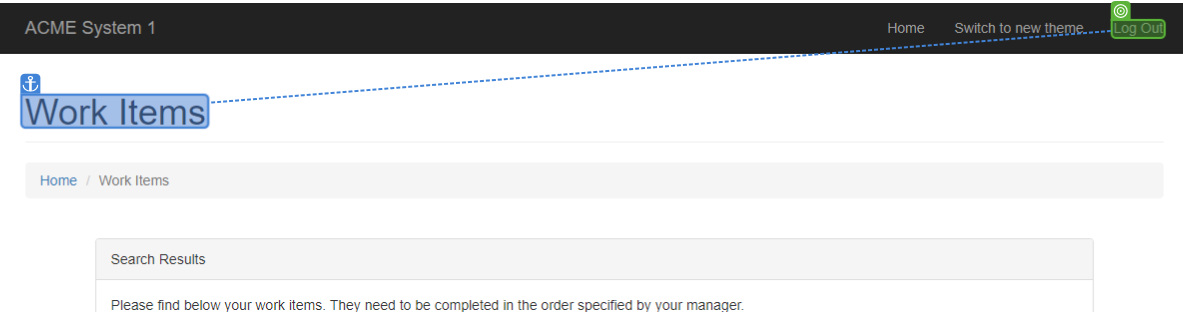 ACME System 1 Home Switch to new theme Log Out
Work Items
Home / Work Items
Search Results
Please find below your work items. They need to be completed in the order specified by your manager.